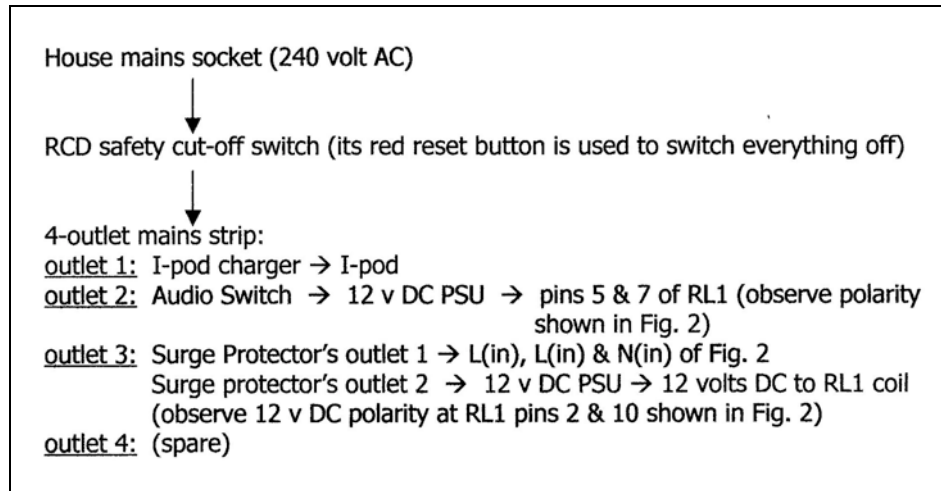 House mains socket (240 volt AC)
RCD safety cut-off switch (its red reset button is used to switch everything off)
4-outlet mains strip:
outlet 1: I-pod charger → I-pod
outlet 2: Audio Switch → 12 v DC PSU → pins 5 & 7 of RL1 (observe polarity
shown in Fig. 2)
outlet 3: Surge Protector's outlet 1 → L(in), L(in) & N(in) of Fig. 2
Surge protector's outlet 2 → 12 v DC PSU → 12 volts DC to RL1 coil
(observe 12 v DC polarity at RL1 pins 2 & 10 shown in Fig. 2)
outlet 4: (spare)